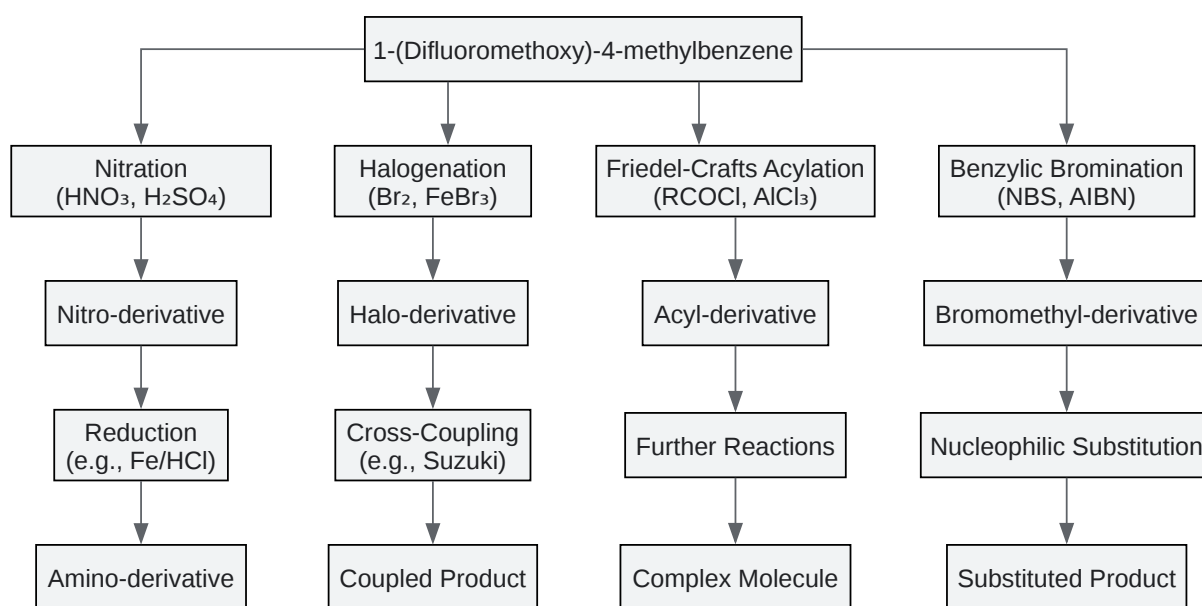 1-(Difluoromethoxy)-4-methylbenzene
Nitration
(HNO₃, H₂SO₄)
Halogenation
(Br₂, FeBr₃)
Friedel-Crafts Acylation
(RCOCl, AlCl₃)
Benzylic Bromination
(NBS, AIBN)
Nitro-derivative
Halo-derivative
Acyl-derivative
Bromomethyl-derivative
Reduction
(e.g., Fe/HCl)
Cross-Coupling
(e.g., Suzuki)
Further Reactions
Nucleophilic Substitution
Amino-derivative
Coupled Product
Complex Molecule
Substituted Product